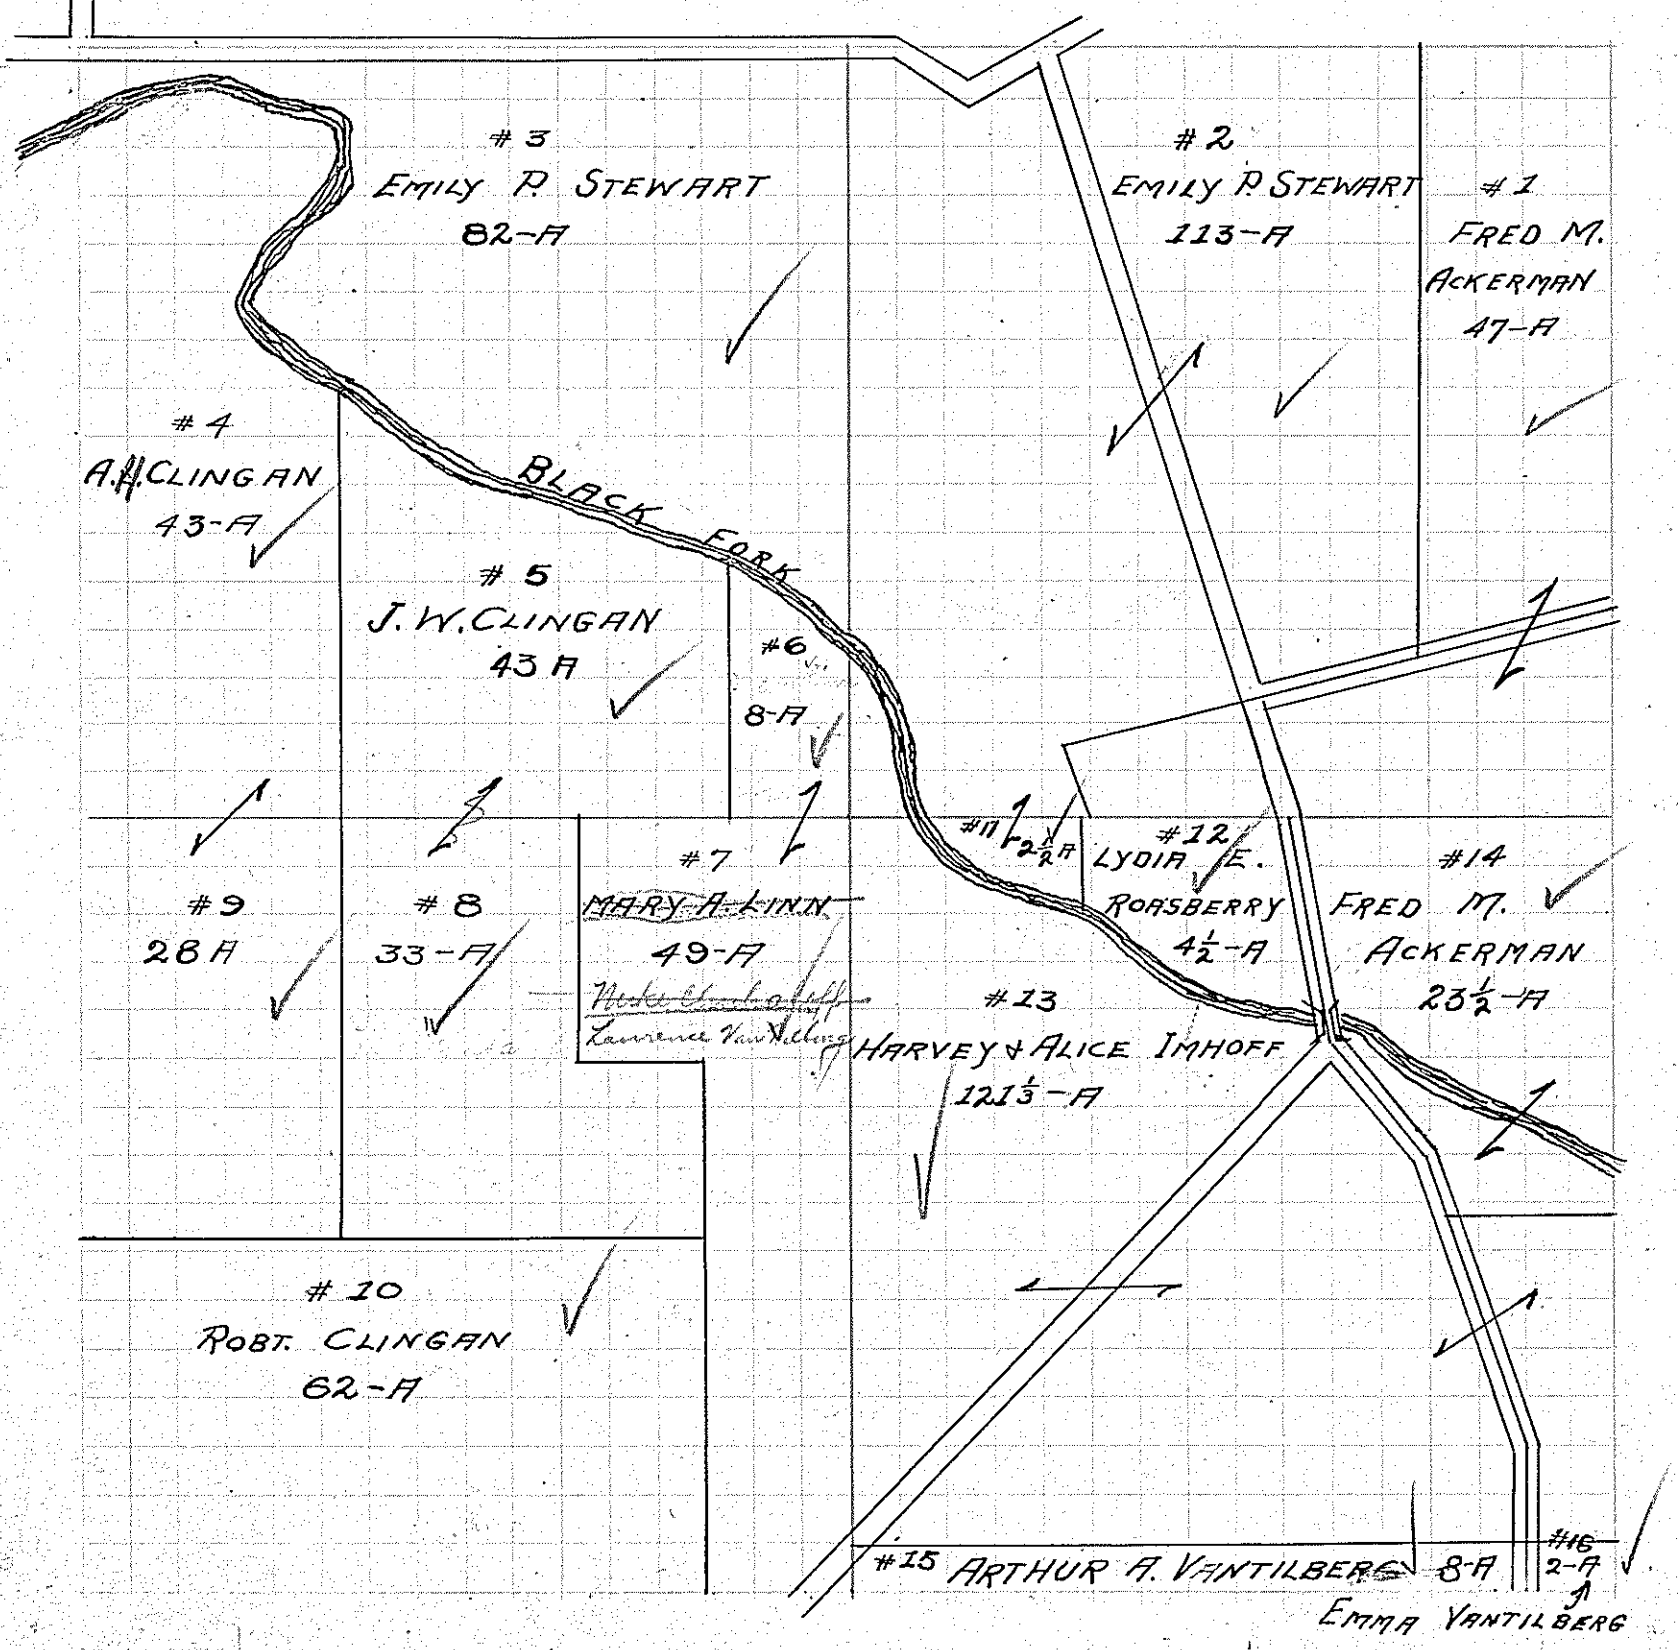 # 3
EMILY P. STEWART
82-A
# 2
EMILY P. STEWART
113-A
# 1
FRED M.
ACKERMAN
47-A
# 4
A.H. CLINGAN
43-A
BLACK FORK
# 5
J. W. CLINGAN
43 A
#6
8-A
#9
28 A
# 8
33-A
#7
MARY A. LINN
49-A
Lawrence VanTilburg
#11
2½ A
#12
LYDIA E.
ROASBERRY
4½-A
#14
FRED M.
ACKERMAN
23½-A
#13
HARVEY & ALICE IMHOFF
121⅓-A
# 10
ROBT. CLINGAN
62-A
#15 ARTHUR A. VANTILBERG 8-A
#16
2-A
EMMA VANTILBERG